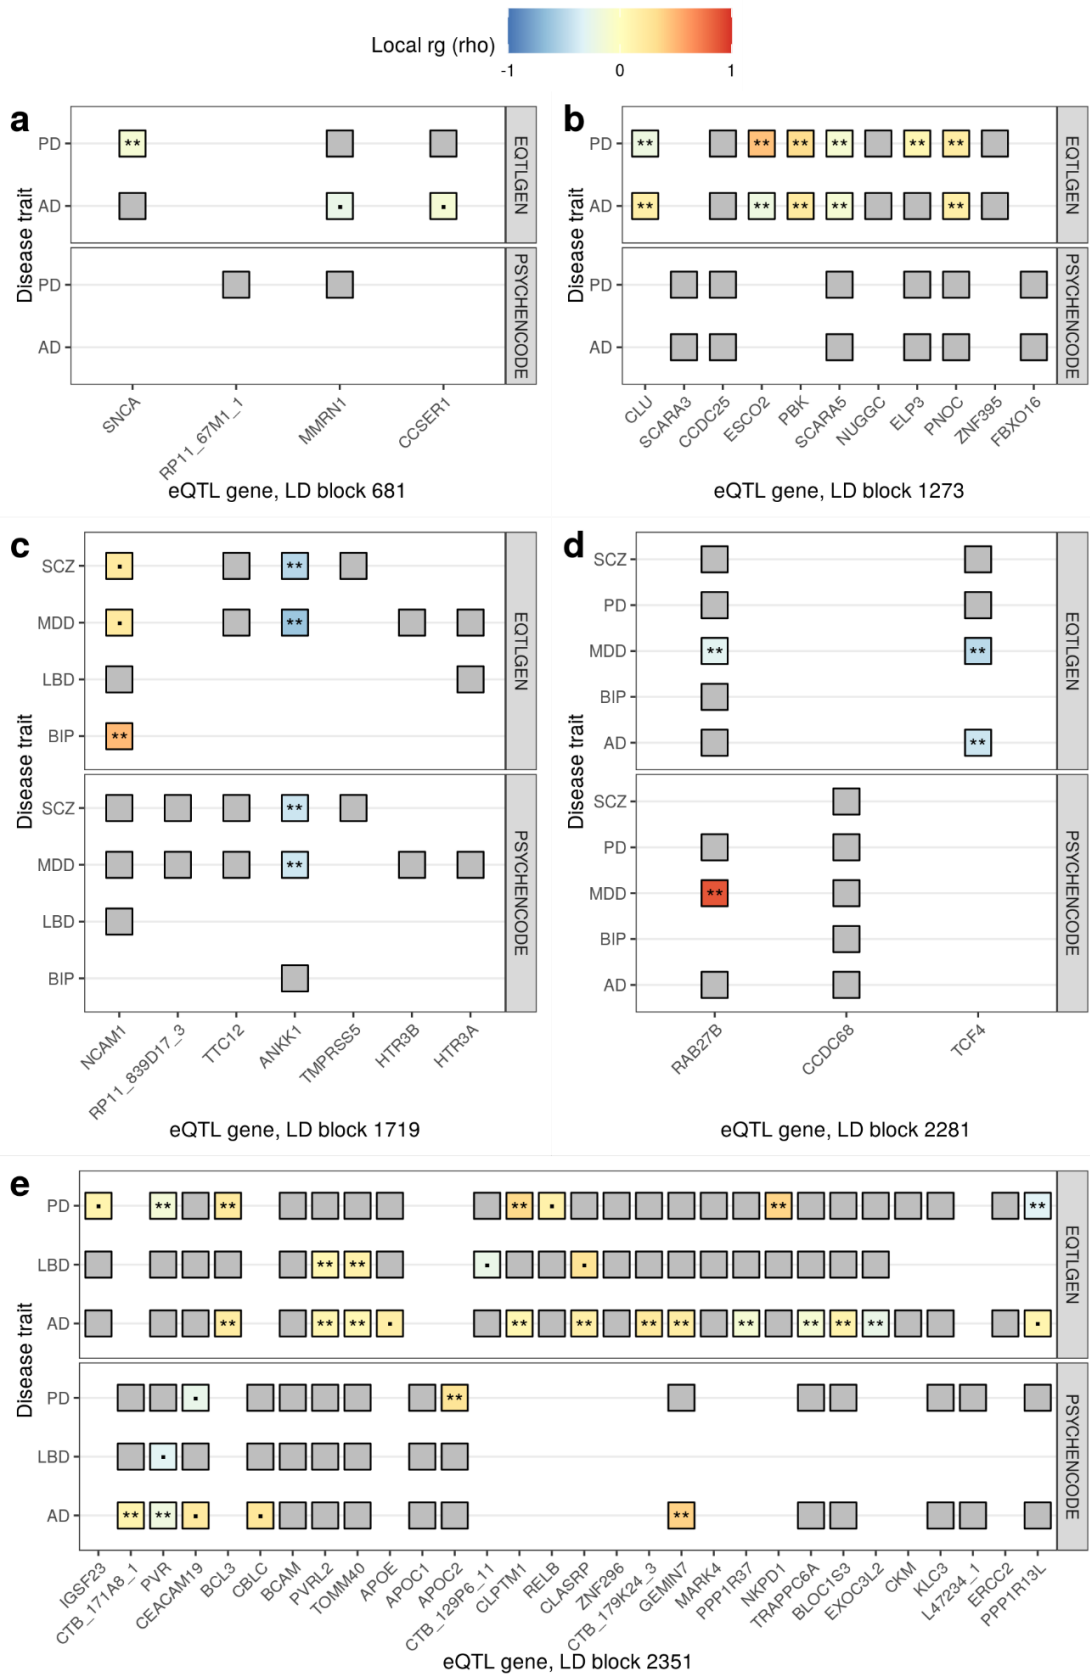 Local rg (rho)
-1 0 1
a
PD
AD
EQTLGEN
PD
AD
PSYCHENCODE
Disease trait
** 
. .
SNCA RP11_67M1_1 MMRN1 CCSER1
eQTL gene, LD block 681
b
PD ** ** ** ** ** **
AD ** ** ** ** **
EQTLGEN
PD
AD
PSYCHENCODE
Disease trait
CLU SCARA3 CCDC25 ESCO2 PBK SCARA5 NUGGC ELP3 PNOC ZNF395 FBXO16
eQTL gene, LD block 1273
c
SCZ . **
MDD . **
LBD
BIP **
EQTLGEN
SCZ **
MDD **
LBD
BIP
PSYCHENCODE
Disease trait
NCAM1 RP11_839D17_3 TTC12 ANKK1 TMPRSS5 HTR3B HTR3A
eQTL gene, LD block 1719
d
SCZ
PD
MDD ** **
BIP
AD **
EQTLGEN
SCZ
PD
MDD **
BIP
AD
PSYCHENCODE
Disease trait
RAB27B CCDC68 TCF4
eQTL gene, LD block 2281
e
PD . ** ** ** . ** **
LBD ** ** . .
AD ** ** ** . ** ** ** ** ** ** ** ** .
EQTLGEN
PD . **
LBD .
AD ** ** . . **
PSYCHENCODE
Disease trait
IGSF23 CTB_171A8_1 PVR CEACAM19 BCL3 CBLC BCAM PVRL2 TOMM40 APOE APOC1 APOC2 CTB_129P6_11 CLPTM1 RELB CLASRP ZNF296 CTB_179K24_3 GEMIN7 MARK4 PPP1R37 NKPD1 TRAPPC6A BLOC1S3 EXOC3L2 CKM KLC3 L47234_1 ERCC2 PPP1R13L
eQTL gene, LD block 2351